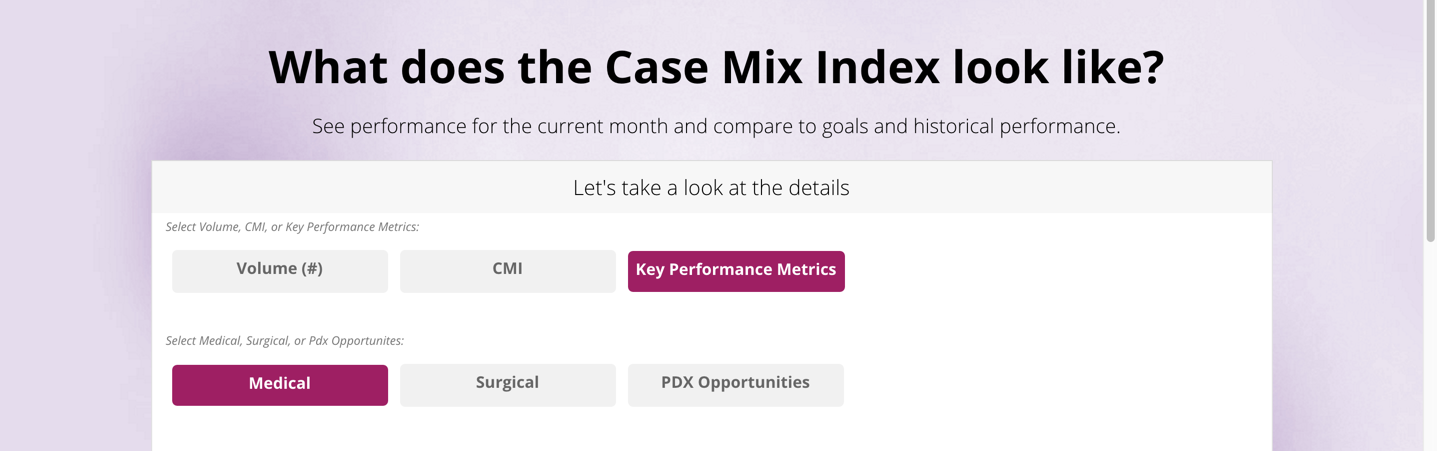 What does the Case Mix Index look like?
See performance for the current month and compare to goals and historical performance.
Let's take a look at the details
Select Volume, CMI, or Key Performance Metrics:
Volume (#)
CMI
Key Performance Metrics
Select Medical, Surgical, or Pdx Opportunites:
Medical
Surgical
PDX Opportunities